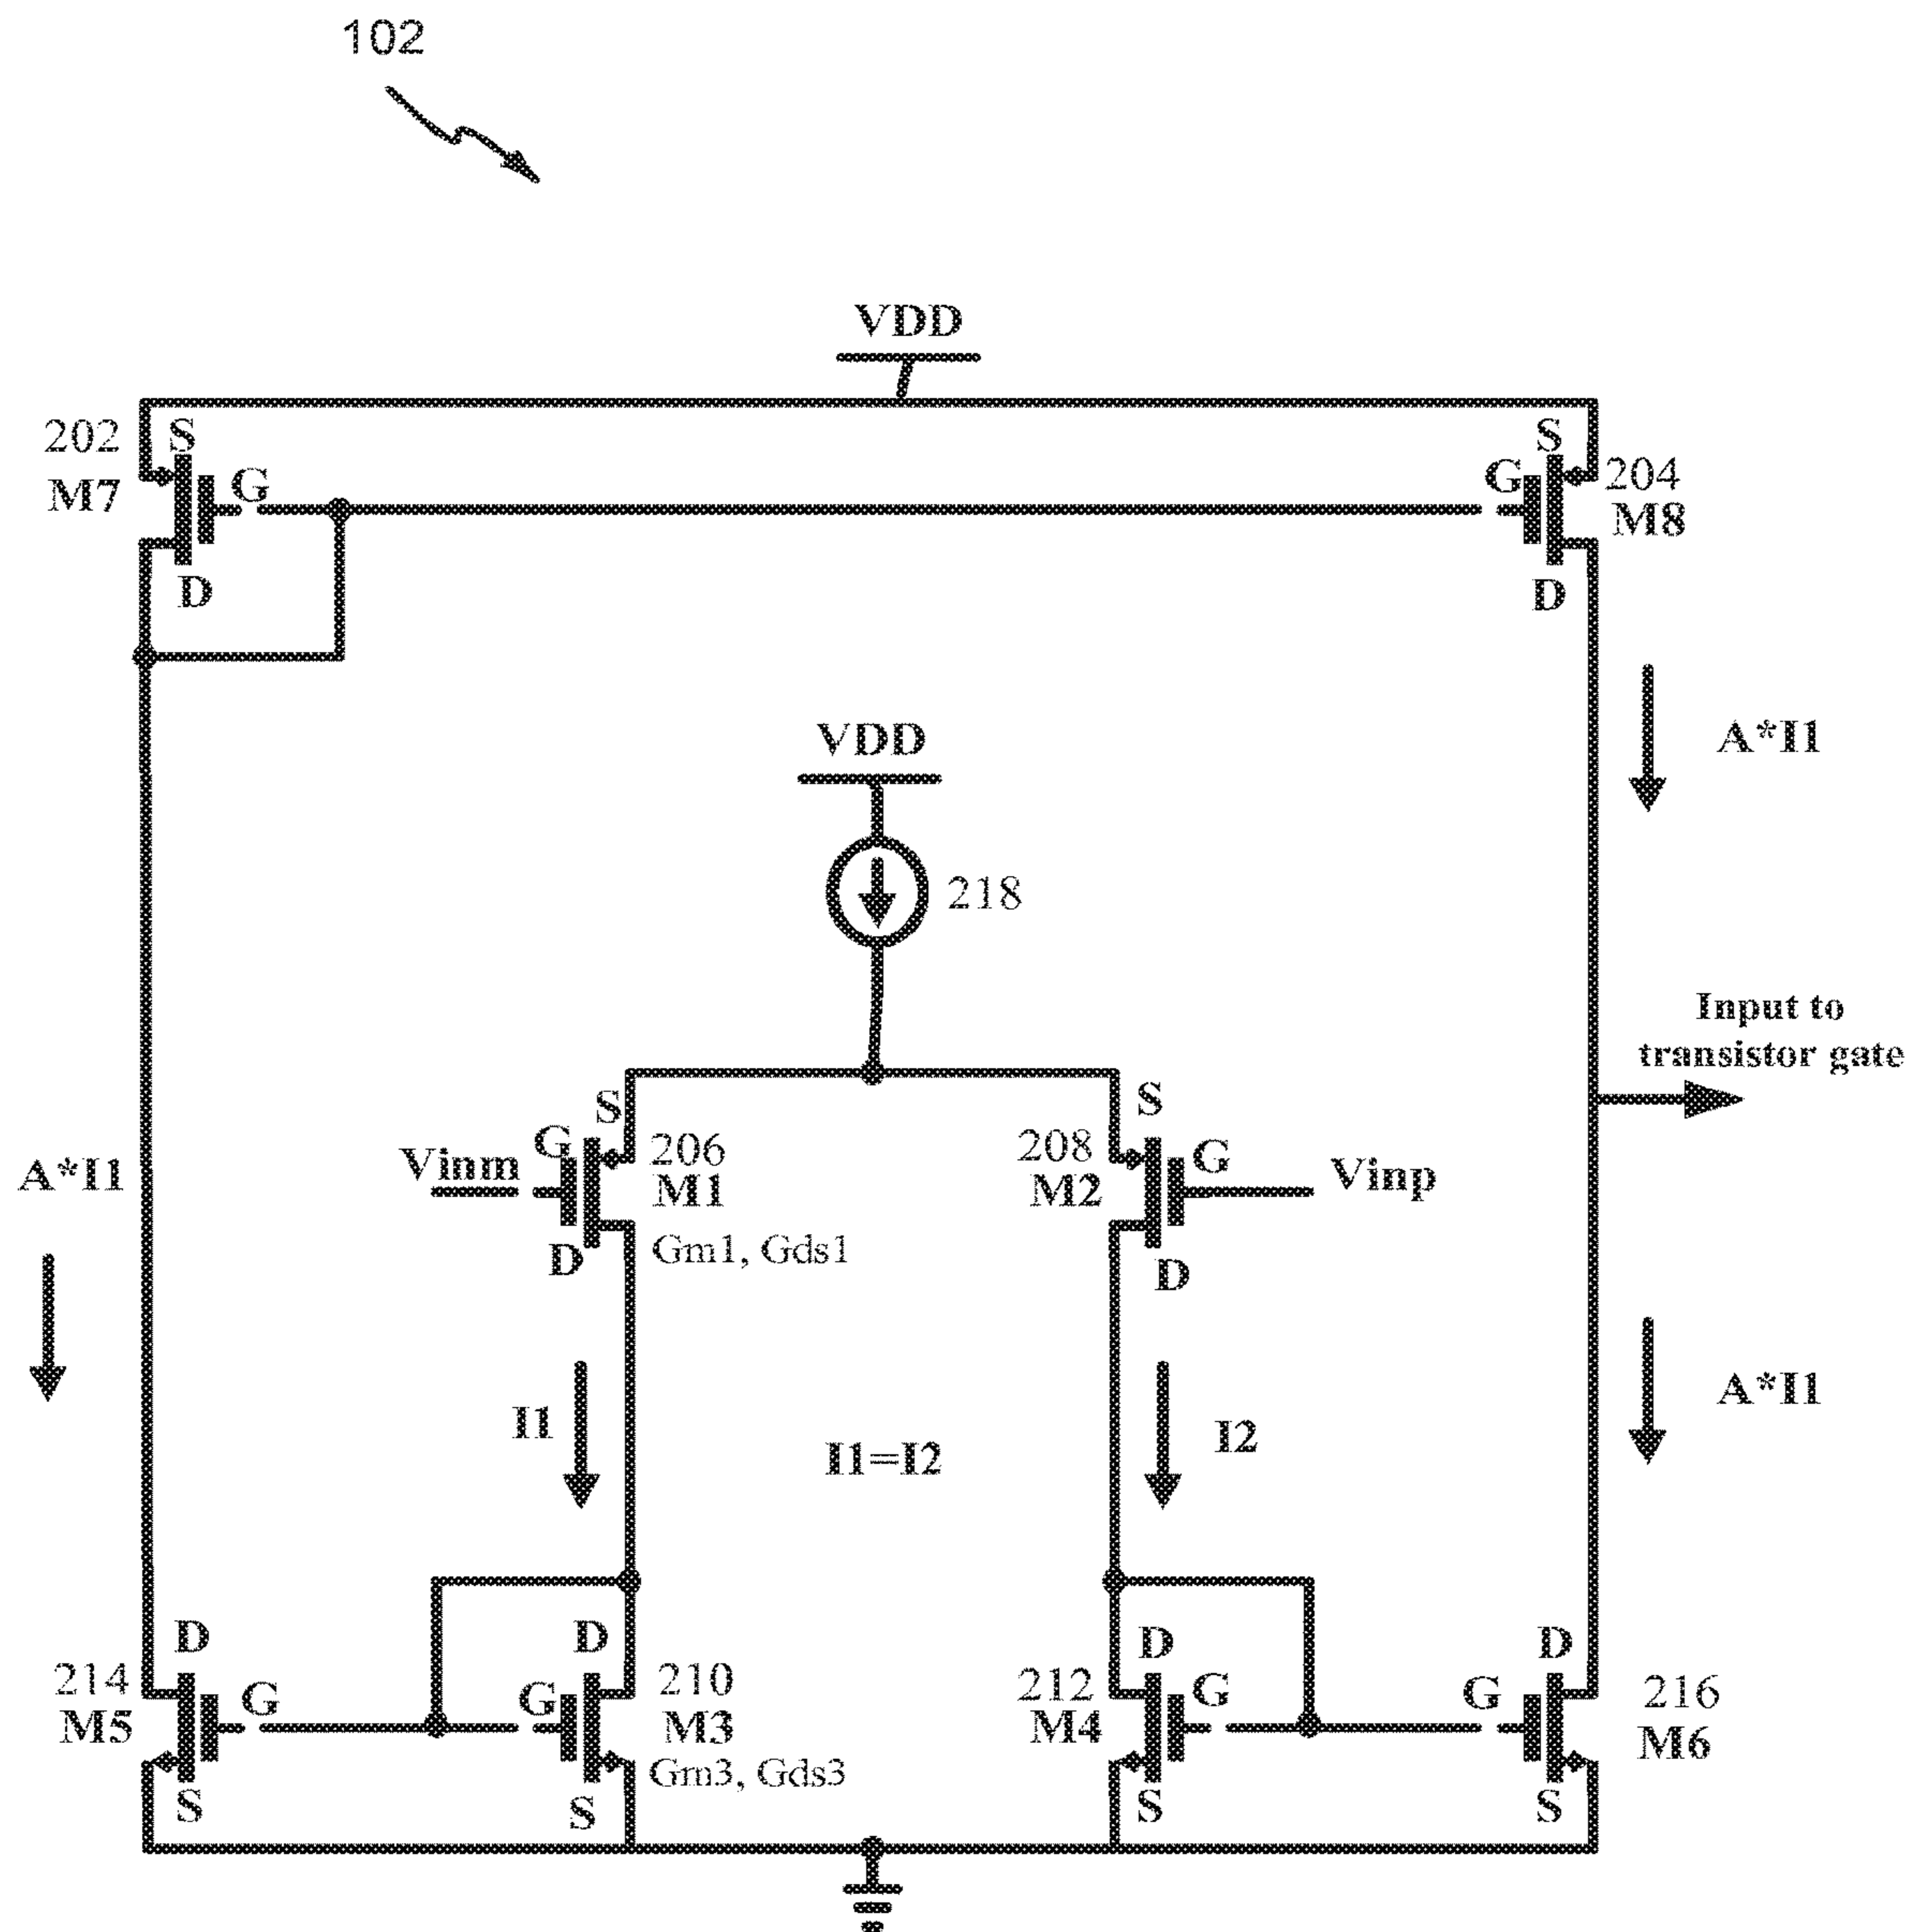 102
VDD
202
S
S
M7
G
G
204
M8
D
D
A*I1
VDD
218
Input to
transistor gate
S
S
Vinm
G
206
208
G
Vinp
A*I1
M1
M2
D
Gm1, Gds1
D
I1
I1=I2
I2
A*I1
D
D
D
D
214
G
G
210
212
G
G
216
M5
M3
M4
M6
Gm3, Gds3
S
S
S
S